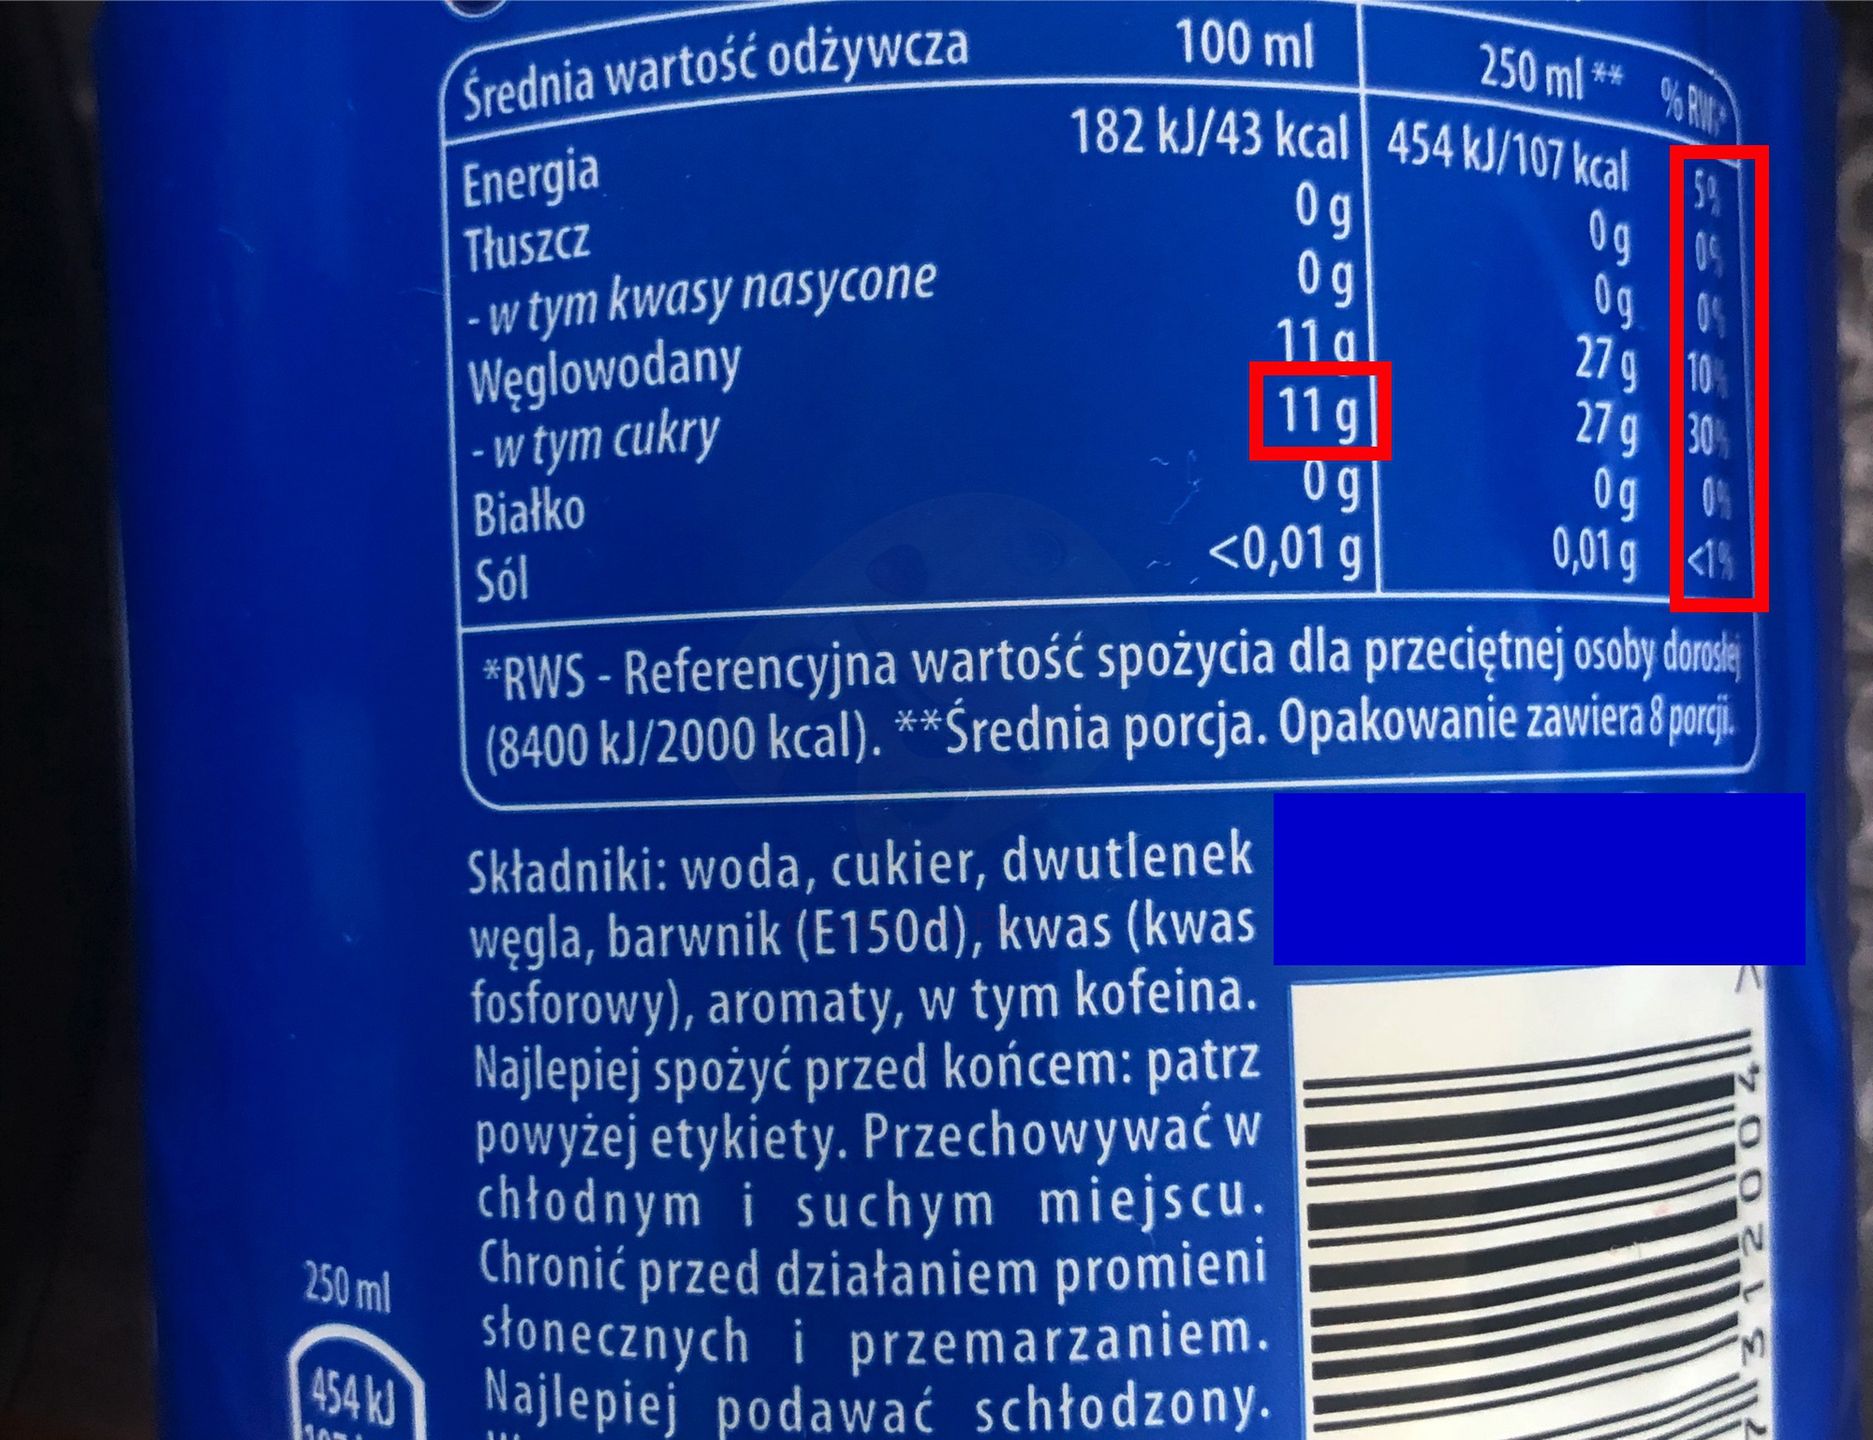 Średnia wartość odżywcza 100 ml 250 ml ** % RWS*
Energia 182 kJ/43 kcal 454 kJ/107 kcal 5%
Tłuszcz 0 g 0 g 0%
- w tym kwasy nasycone 0 g 0 g 0%
Węglowodany 11 g 27 g 10%
- w tym cukry 11 g 27 g 30%
Białko 0 g 0 g 0%
Sól <0,01 g 0,01 g <1%
*RWS - Referencyjna wartość spożycia dla przeciętnej osoby dorosłej
(8400 kJ/2000 kcal). **Średnia porcja. Opakowanie zawiera 8 porcji.
Składniki: woda, cukier, dwutlenek
węgla, barwnik (E150d), kwas (kwas
fosforowy), aromaty, w tym kofeina.
Najlepiej spożyć przed końcem: patrz
powyżej etykiety. Przechowywać w
chłodnym i suchym miejscu.
Chronić przed działaniem promieni
słonecznych i przemarzaniem.
Najlepiej podawać schłodzony.
250 ml
454 kJ
7312004 >